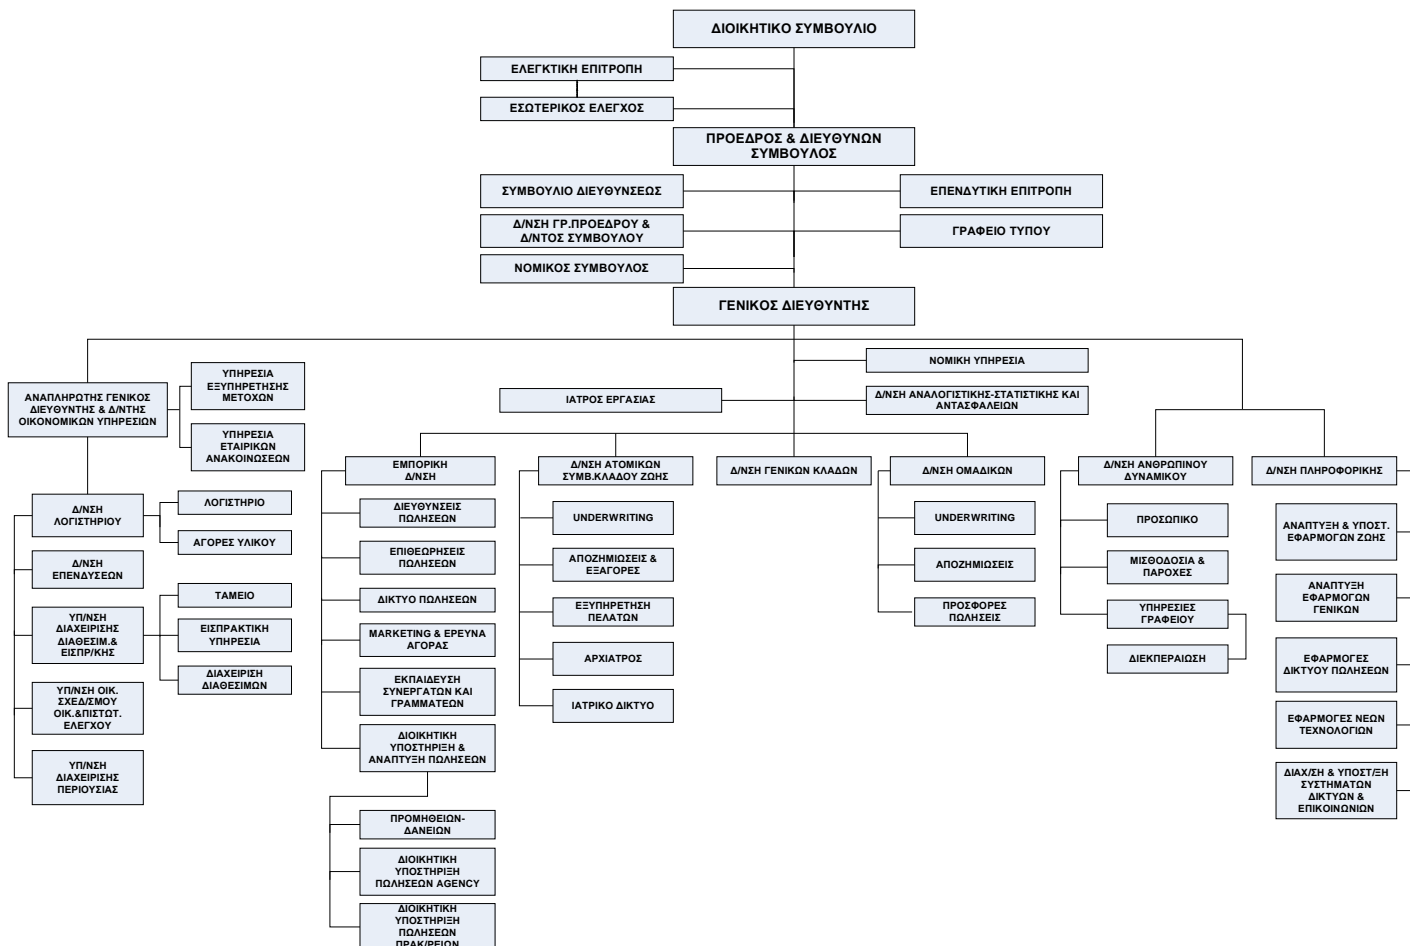 ΔΙΟΙΚΗΤΙΚΟ ΣΥΜΒΟΥΛΙΟ
ΕΛΕΓΚΤΙΚΗ ΕΠΙΤΡΟΠΗ
ΕΣΩΤΕΡΙΚΟΣ ΕΛΕΓΧΟΣ
ΠΡΟΕΔΡΟΣ & ΔΙΕΥΘΥΝΩΝ
ΣΥΜΒΟΥΛΟΣ
ΣΥΜΒΟΥΛΙΟ ΔΙΕΥΘΥΝΣΕΩΣ
ΕΠΕΝΔΥΤΙΚΗ ΕΠΙΤΡΟΠΗ
Δ/ΝΣΗ ΓΡ.ΠΡΟΕΔΡΟΥ &
Δ/ΝΤΟΣ ΣΥΜΒΟΥΛΟΥ
ΓΡΑΦΕΙΟ ΤΥΠΟΥ
ΝΟΜΙΚΟΣ ΣΥΜΒΟΥΛΟΣ
ΓΕΝΙΚΟΣ ΔΙΕΥΘΥΝΤΗΣ
ΝΟΜΙΚΗ ΥΠΗΡΕΣΙΑ
ΙΑΤΡΟΣ ΕΡΓΑΣΙΑΣ
Δ/ΝΣΗ ΑΝΑΛΟΓΙΣΤΙΚΗΣ-ΣΤΑΤΙΣΤΙΚΗΣ ΚΑΙ
ΑΝΤΑΣΦΑΛΕΙΩΝ
ΑΝΑΠΛΗΡΩΤΗΣ ΓΕΝΙΚΟΣ
ΔΙΕΥΘΥΝΤΗΣ & Δ/ΝΤΗΣ
ΟΙΚΟΝΟΜΙΚΩΝ ΥΠΗΡΕΣΙΩΝ
ΥΠΗΡΕΣΙΑ
ΕΞΥΠΗΡΕΤΗΣΗΣ
ΜΕΤΟΧΩΝ
ΥΠΗΡΕΣΙΑ
ΕΤΑΙΡΙΚΩΝ
ΑΝΑΚΟΙΝΩΣΕΩΝ
Δ/ΝΣΗ
ΛΟΓΙΣΤΗΡΙΟΥ
ΛΟΓΙΣΤΗΡΙΟ
ΑΓΟΡΕΣ ΥΛΙΚΟΥ
Δ/ΝΣΗ
ΕΠΕΝΔΥΣΕΩΝ
ΥΠ/ΝΣΗ
ΔΙΑΧΕΙΡΙΣΗΣ
ΔΙΑΘΕΣΙΜ.&
ΕΙΣΠΡ/ΚΗΣ
ΤΑΜΕΙΟ
ΕΙΣΠΡΑΚΤΙΚΗ
ΥΠΗΡΕΣΙΑ
ΔΙΑΧΕΙΡΙΣΗ
ΔΙΑΘΕΣΙΜΩΝ
ΥΠ/ΝΣΗ ΟΙΚ.
ΣΧΕΔ/ΣΜΟΥ
ΟΙΚ.&ΠΙΣΤΩΤ.
ΕΛΕΓΧΟΥ
ΥΠ/ΝΣΗ
ΔΙΑΧΕΙΡΙΣΗΣ
ΠΕΡΙΟΥΣΙΑΣ
ΕΜΠΟΡΙΚΗ
Δ/ΝΣΗ
ΔΙΕΥΘΥΝΣΕΙΣ
ΠΩΛΗΣΕΩΝ
ΕΠΙΘΕΩΡΗΣΕΙΣ
ΠΩΛΗΣΕΩΝ
ΔΙΚΤΥΟ ΠΩΛΗΣΕΩΝ
MARKETING & ΕΡΕΥΝΑ
ΑΓΟΡΑΣ
ΕΚΠΑΙΔΕΥΣΗ
ΣΥΝΕΡΓΑΤΩΝ ΚΑΙ
ΓΡΑΜΜΑΤΕΩΝ
ΔΙΟΙΚΗΤΙΚΗ
ΥΠΟΣΤΗΡΙΞΗ &
ΑΝΑΠΤΥΞΗ ΠΩΛΗΣΕΩΝ
ΠΡΟΜΗΘΕΙΩΝ-
ΔΑΝΕΙΩΝ
ΔΙΟΙΚΗΤΙΚΗ
ΥΠΟΣΤΗΡΙΞΗ
ΠΩΛΗΣΕΩΝ AGENCY
ΔΙΟΙΚΗΤΙΚΗ
ΥΠΟΣΤΗΡΙΞΗ
ΠΩΛΗΣΕΩΝ
ΠΡΑΚ/ΡΕΙΩΝ
Δ/ΝΣΗ ΑΤΟΜΙΚΩΝ
ΣΥΜΒ.ΚΛΑΔΟΥ ΖΩΗΣ
UNDERWRITING
ΑΠΟΖΗΜΙΩΣΕΙΣ &
ΕΞΑΓΟΡΕΣ
ΕΞΥΠΗΡΕΤΗΣΗ
ΠΕΛΑΤΩΝ
ΑΡΧΙΑΤΡΟΣ
ΙΑΤΡΙΚΟ ΔΙΚΤΥΟ
Δ/ΝΣΗ ΓΕΝΙΚΩΝ ΚΛΑΔΩΝ
Δ/ΝΣΗ ΟΜΑΔΙΚΩΝ
UNDERWRITING
ΑΠΟΖΗΜΙΩΣΕΙΣ
ΠΡΟΣΦΟΡΕΣ
ΠΩΛΗΣΕΙΣ
Δ/ΝΣΗ ΑΝΘΡΩΠΙΝΟΥ
ΔΥΝΑΜΙΚΟΥ
ΠΡΟΣΩΠΙΚΟ
ΜΙΣΘΟΔΟΣΙΑ &
ΠΑΡΟΧΕΣ
ΥΠΗΡΕΣΙΕΣ
ΓΡΑΦΕΙΟΥ
ΔΙΕΚΠΕΡΑΙΩΣΗ
Δ/ΝΣΗ ΠΛΗΡΟΦΟΡΙΚΗΣ
ΑΝΑΠΤΥΞΗ & ΥΠΟΣΤ.
ΕΦΑΡΜΟΓΩΝ ΖΩΗΣ
ΑΝΑΠΤΥΞΗ
ΕΦΑΡΜΟΓΩΝ
ΓΕΝΙΚΩΝ
ΕΦΑΡΜΟΓΕΣ
ΔΙΚΤΥΟΥ ΠΩΛΗΣΕΩΝ
ΕΦΑΡΜΟΓΕΣ ΝΕΩΝ
ΤΕΧΝΟΛΟΓΙΩΝ
ΔΙΑΧ/ΣΗ & ΥΠΟΣΤ/ΞΗ
ΣΥΣΤΗΜΑΤΩΝ
ΔΙΚΤΥΩΝ &
ΕΠΙΚΟΙΝΩΝΙΩΝ